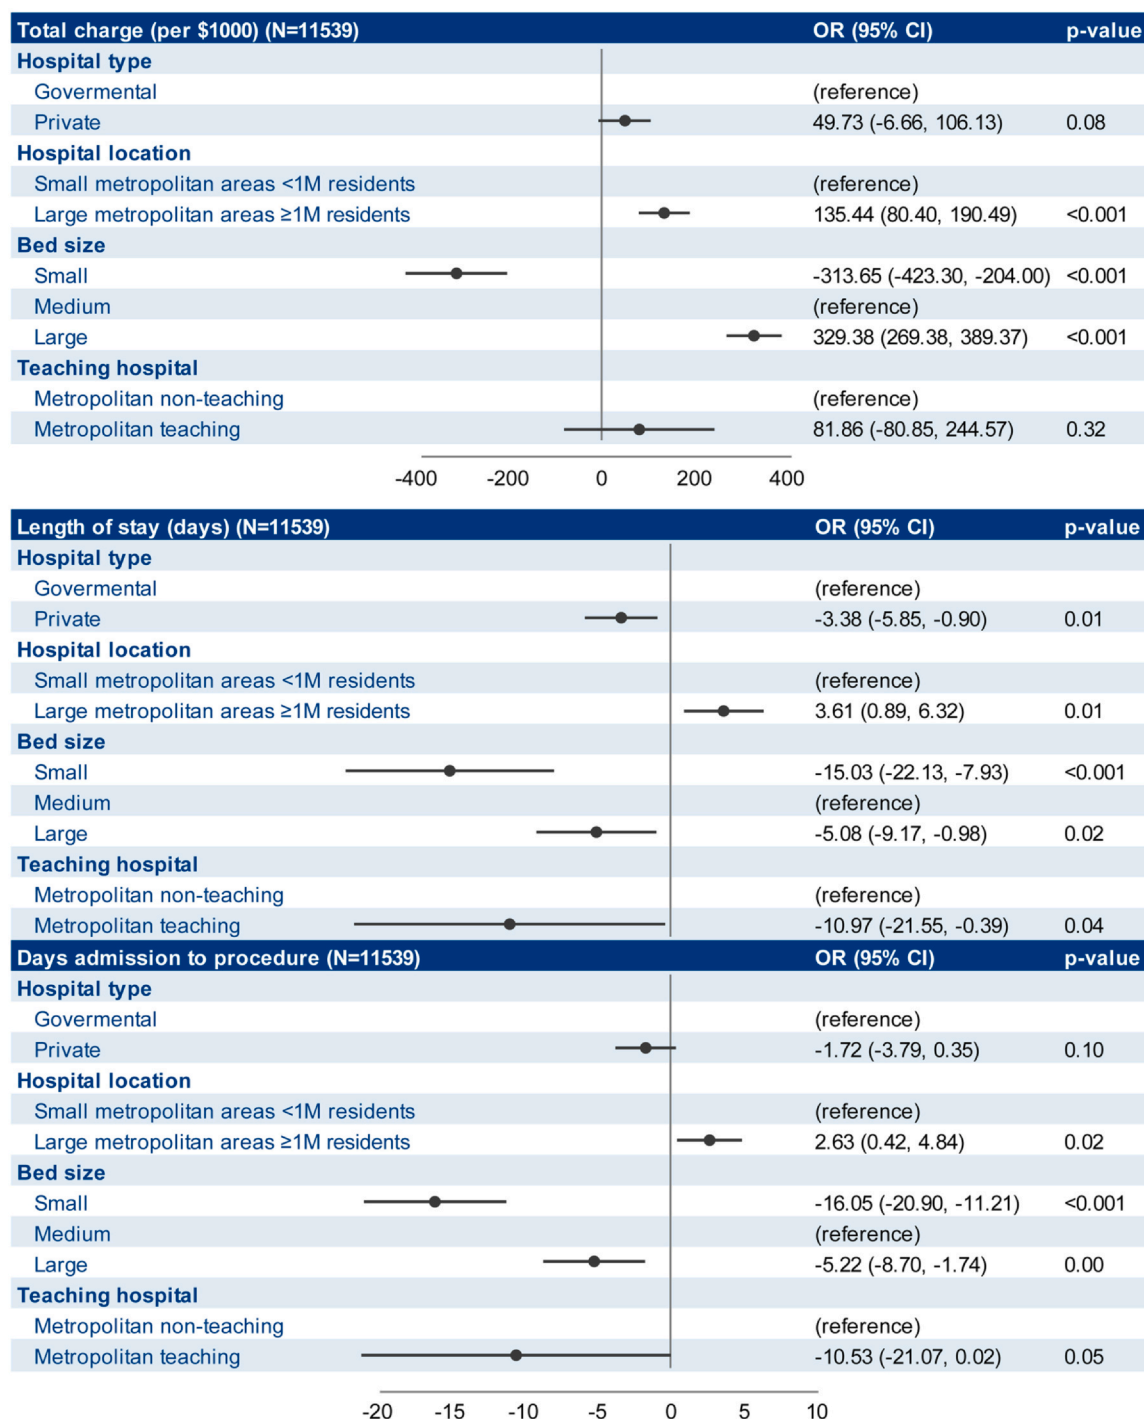 Total charge (per $1000) (N=11539) OR (95% CI) p-value
Hospital type
Govermental (reference)
Private 49.73 (-6.66, 106.13) 0.08
Hospital location
Small metropolitan areas <1M residents (reference)
Large metropolitan areas ≥1M residents 135.44 (80.40, 190.49) <0.001
Bed size
Small -313.65 (-423.30, -204.00) <0.001
Medium (reference)
Large 329.38 (269.38, 389.37) <0.001
Teaching hospital
Metropolitan non-teaching (reference)
Metropolitan teaching 81.86 (-80.85, 244.57) 0.32
-400 -200 0 200 400
Length of stay (days) (N=11539) OR (95% CI) p-value
Hospital type
Govermental (reference)
Private -3.38 (-5.85, -0.90) 0.01
Hospital location
Small metropolitan areas <1M residents (reference)
Large metropolitan areas ≥1M residents 3.61 (0.89, 6.32) 0.01
Bed size
Small -15.03 (-22.13, -7.93) <0.001
Medium (reference)
Large -5.08 (-9.17, -0.98) 0.02
Teaching hospital
Metropolitan non-teaching (reference)
Metropolitan teaching -10.97 (-21.55, -0.39) 0.04
Days admission to procedure (N=11539) OR (95% CI) p-value
Hospital type
Govermental (reference)
Private -1.72 (-3.79, 0.35) 0.10
Hospital location
Small metropolitan areas <1M residents (reference)
Large metropolitan areas ≥1M residents 2.63 (0.42, 4.84) 0.02
Bed size
Small -16.05 (-20.90, -11.21) <0.001
Medium (reference)
Large -5.22 (-8.70, -1.74) 0.00
Teaching hospital
Metropolitan non-teaching (reference)
Metropolitan teaching -10.53 (-21.07, 0.02) 0.05
-20 -15 -10 -5 0 5 10